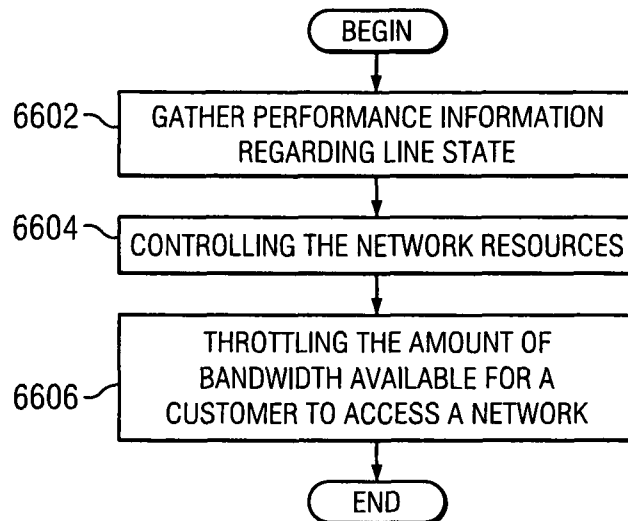 BEGIN
6602
GATHER PERFORMANCE INFORMATION
REGARDING LINE STATE
6604
CONTROLLING THE NETWORK RESOURCES
6606
THROTTLING THE AMOUNT OF
BANDWIDTH AVAILABLE FOR A
CUSTOMER TO ACCESS A NETWORK
END